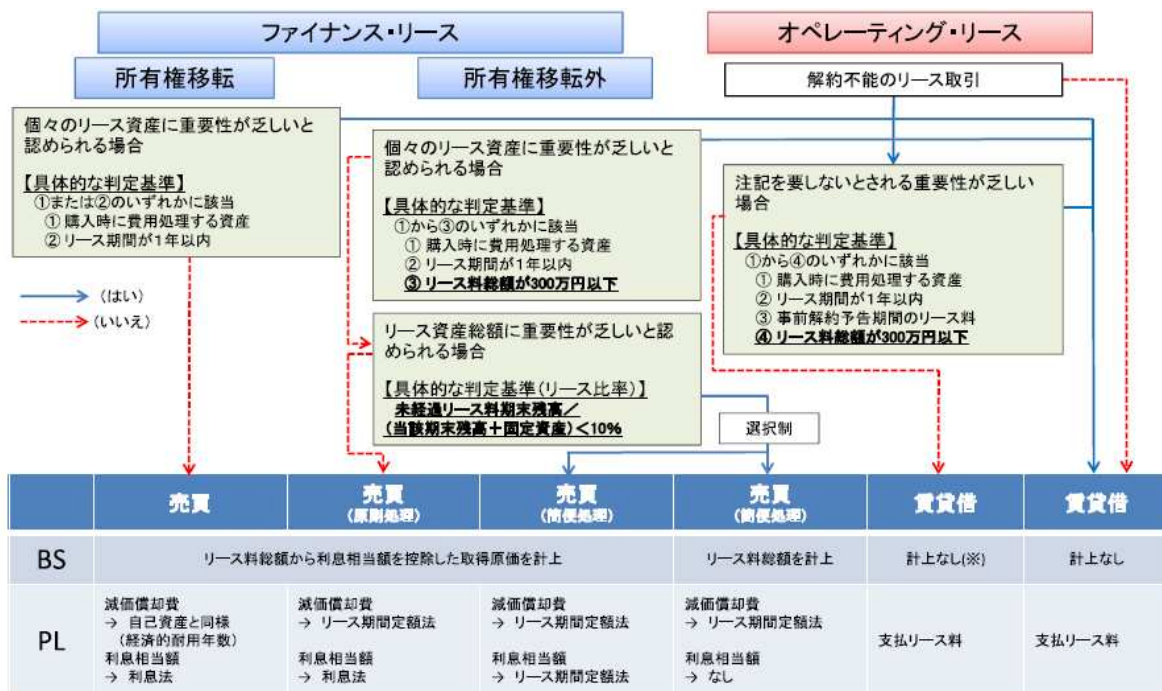 ファイナンス・リース
オペレーティング・リース
所有権移転
所有権移転外
解約不能のリース取引
個々のリース資産に重要性が乏しいと
認められる場合
【具体的な判定基準】
①または②のいずれかに該当
① 購入時に費用処理する資産
② リース期間が1年以内
個々のリース資産に重要性が乏しいと
認められる場合
【具体的な判定基準】
①から③のいずれかに該当
① 購入時に費用処理する資産
② リース期間が1年以内
③ リース料総額が300万円以下
注記を要しないとされる重要性が乏しい
場合
【具体的な判定基準】
①から④のいずれかに該当
① 購入時に費用処理する資産
② リース期間が1年以内
③ 事前解約予告期間のリース料
④ リース料総額が300万円以下
(はい)
(いいえ)
リース資産総額に重要性が乏しいと認
められる場合
【具体的な判定基準(リース比率)】
未経過リース料期末残高/
(当該期末残高+固定資産)<10%
選択制
売買
売買
(原則処理)
売買
(簡便処理)
売買
(簡便処理)
賃貸借
賃貸借
BS
リース料総額から利息相当額を控除した取得原価を計上
リース料総額を計上
計上なし(※)
計上なし
PL
減価償却費
→ 自己資産と同様
(経済的耐用年数)
利息相当額
→ 利息法
減価償却費
→ リース期間定額法
利息相当額
→ 利息法
減価償却費
→ リース期間定額法
利息相当額
→ リース期間定額法
減価償却費
→ リース期間定額法
利息相当額
→ なし
支払リース料
支払リース料